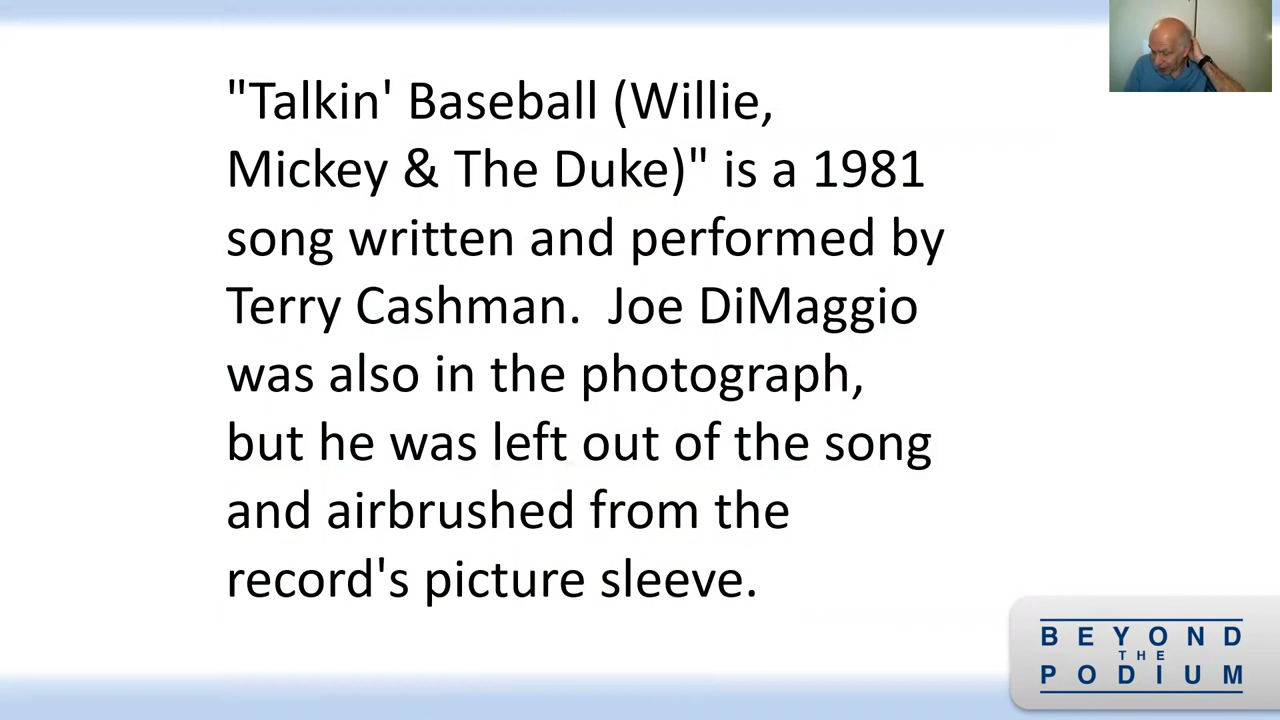 "Talkin' Baseball (Willie,
Mickey & The Duke)" is a 1981
song written and performed by
Terry Cashman.  Joe DiMaggio
was also in the photograph,
but he was left out of the song
and airbrushed from the
record's picture sleeve.
BEYOND
THE
PODIUM